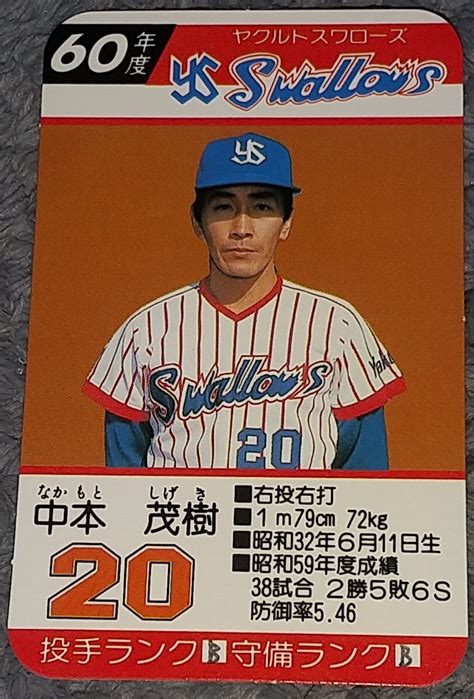 60年度
ヤクルトスワローズ
YS Swallows
YS
Yaku
Swallows
20
なかもと しげき
中本 茂樹
20
■右投右打
■1m79cm 72kg
■昭和32年6月11日生
■昭和59年度成績
38試合 2勝5敗6S
防御率5.46
投手ランクB守備ランクB